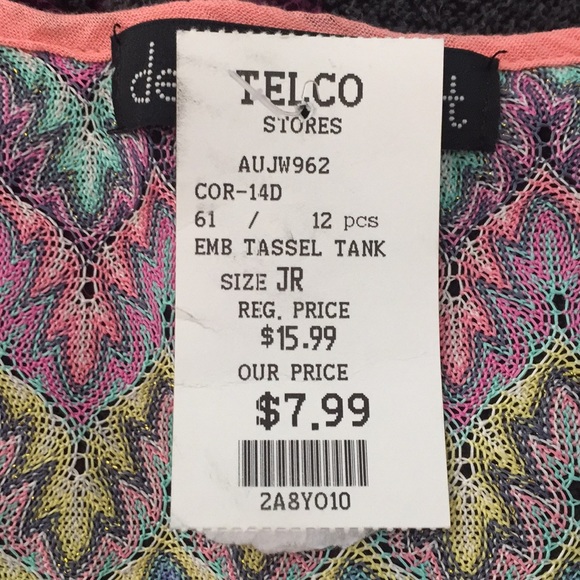 TELCO
STORES
AUJW962
COR-14D
61 / 12 pcs
EMB TASSEL TANK
SIZE JR
REG. PRICE
$15.99
OUR PRICE
$7.99
2A8Y010